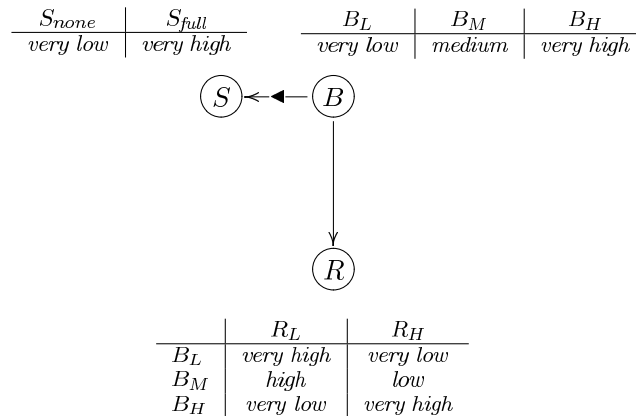 S_none S_full B_L B_M B_H
very low very high very low medium very high
S B
R
R_L R_H
B_L very high very low
B_M high low
B_H very low very high